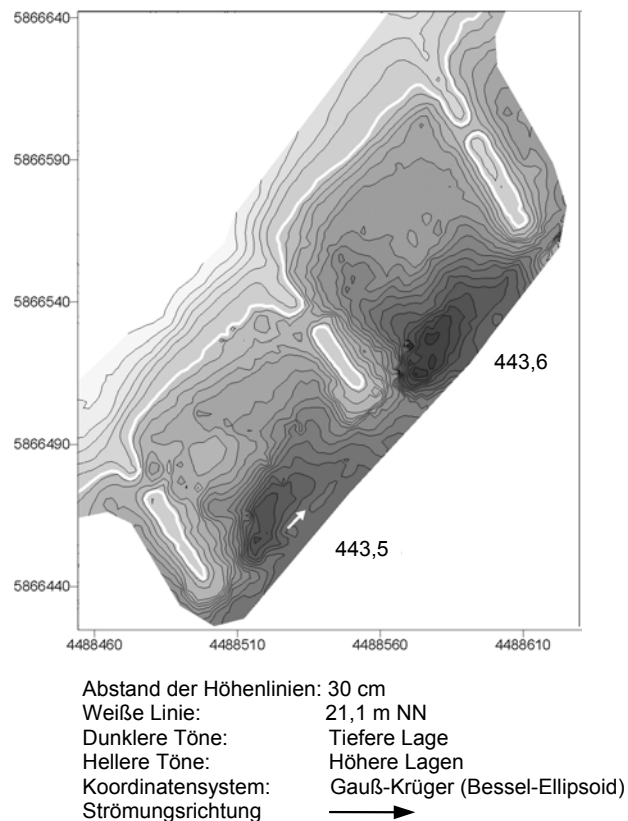 5866640
5866590
5866540
443,6
5866490
443,5
5866440
4488460 4488510 4488560 4488610
Abstand der Höhenlinien: 30 cm
Weiße Linie: 21,1 m NN
Dunklere Töne: Tiefere Lage
Hellere Töne: Höhere Lagen
Koordinatensystem: Gauß-Krüger (Bessel-Ellipsoid)
Strömungsrichtung